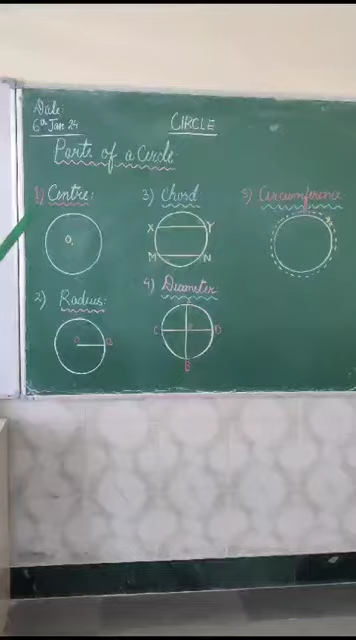 Date:
6th Jan 24
CIRCLE
Parts of a Circle
1) Centre:
O
2) Radius:
O
3) Chord
X Y
M N
4) Diameter:
C D
B
5) Circumference